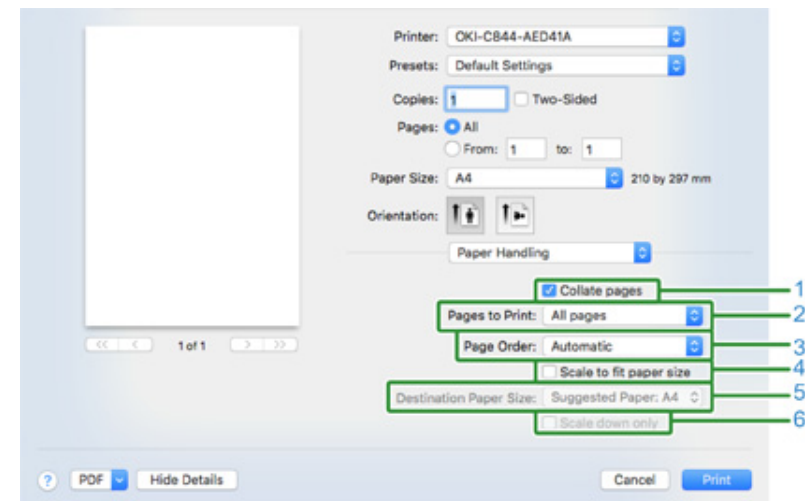 Printer: OKI-C844-AED41A
Presets: Default Settings
Copies: 1 Two-Sided
Pages: All
From: 1 to: 1
Paper Size: A4 210 by 297 mm
Orientation:
Paper Handling
Collate pages 1
Pages to Print: All pages 2
Page Order: Automatic 3
Scale to fit paper size 4
Destination Paper Size: Suggested Paper: A4 5
Scale down only 6
<< < 1 of 1 > >>
? PDF Hide Details Cancel Print